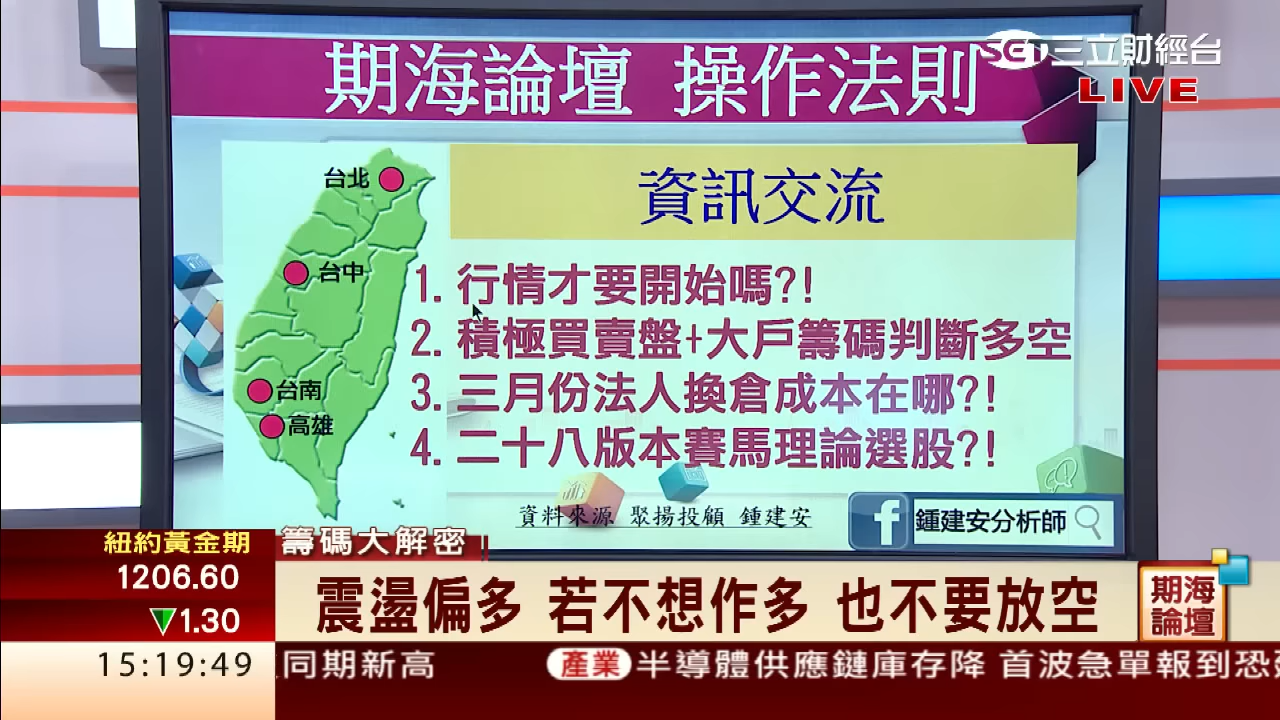 期海論壇 操作法則
SET 三立財經台
LIVE
資訊交流
台北
台中
台南
高雄
1. 行情才要開始嗎?!
2. 積極買賣盤+大戶籌碼判斷多空
3. 三月份法人換倉成本在哪?!
4. 二十八版本賽馬理論選股?!
資料來源 聚揚投顧 鍾建安
f 鍾建安分析師
紐約黃金期
1206.60
▼1.30
籌碼大解密
震盪偏多 若不想作多 也不要放空
期海
論壇
15:19:49
同期新高 產業 半導體供應鏈庫存降 首波急單報到恐